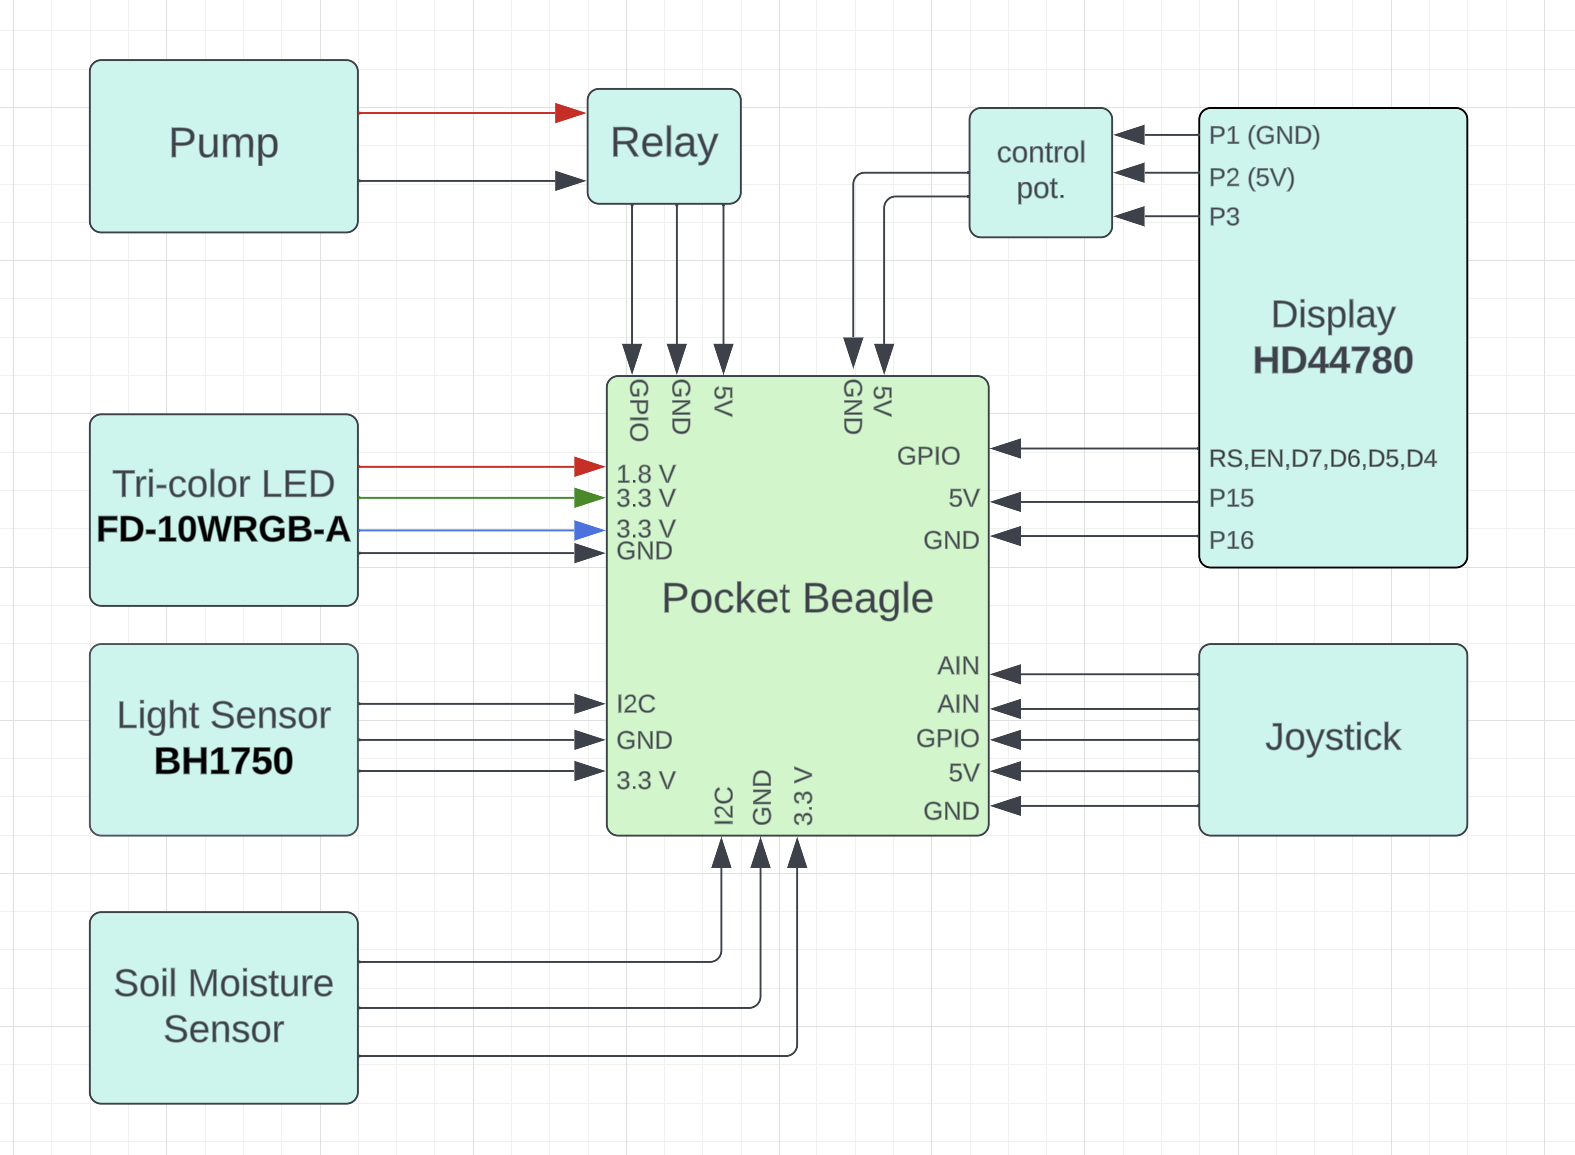 Pump
Relay
control
pot.
P1 (GND)
P2 (5V)
P3
Display
HD44780
RS,EN,D7,D6,D5,D4
P15
P16
GPIO
GND
5V
GND
5V
Tri-color LED
FD-10WRGB-A
1.8 V
3.3 V
3.3 V
GND
GPIO
5V
GND
Pocket Beagle
Light Sensor
BH1750
I2C
GND
3.3 V
AIN
AIN
GPIO
5V
GND
Joystick
I2C
GND
3.3 V
Soil Moisture
Sensor